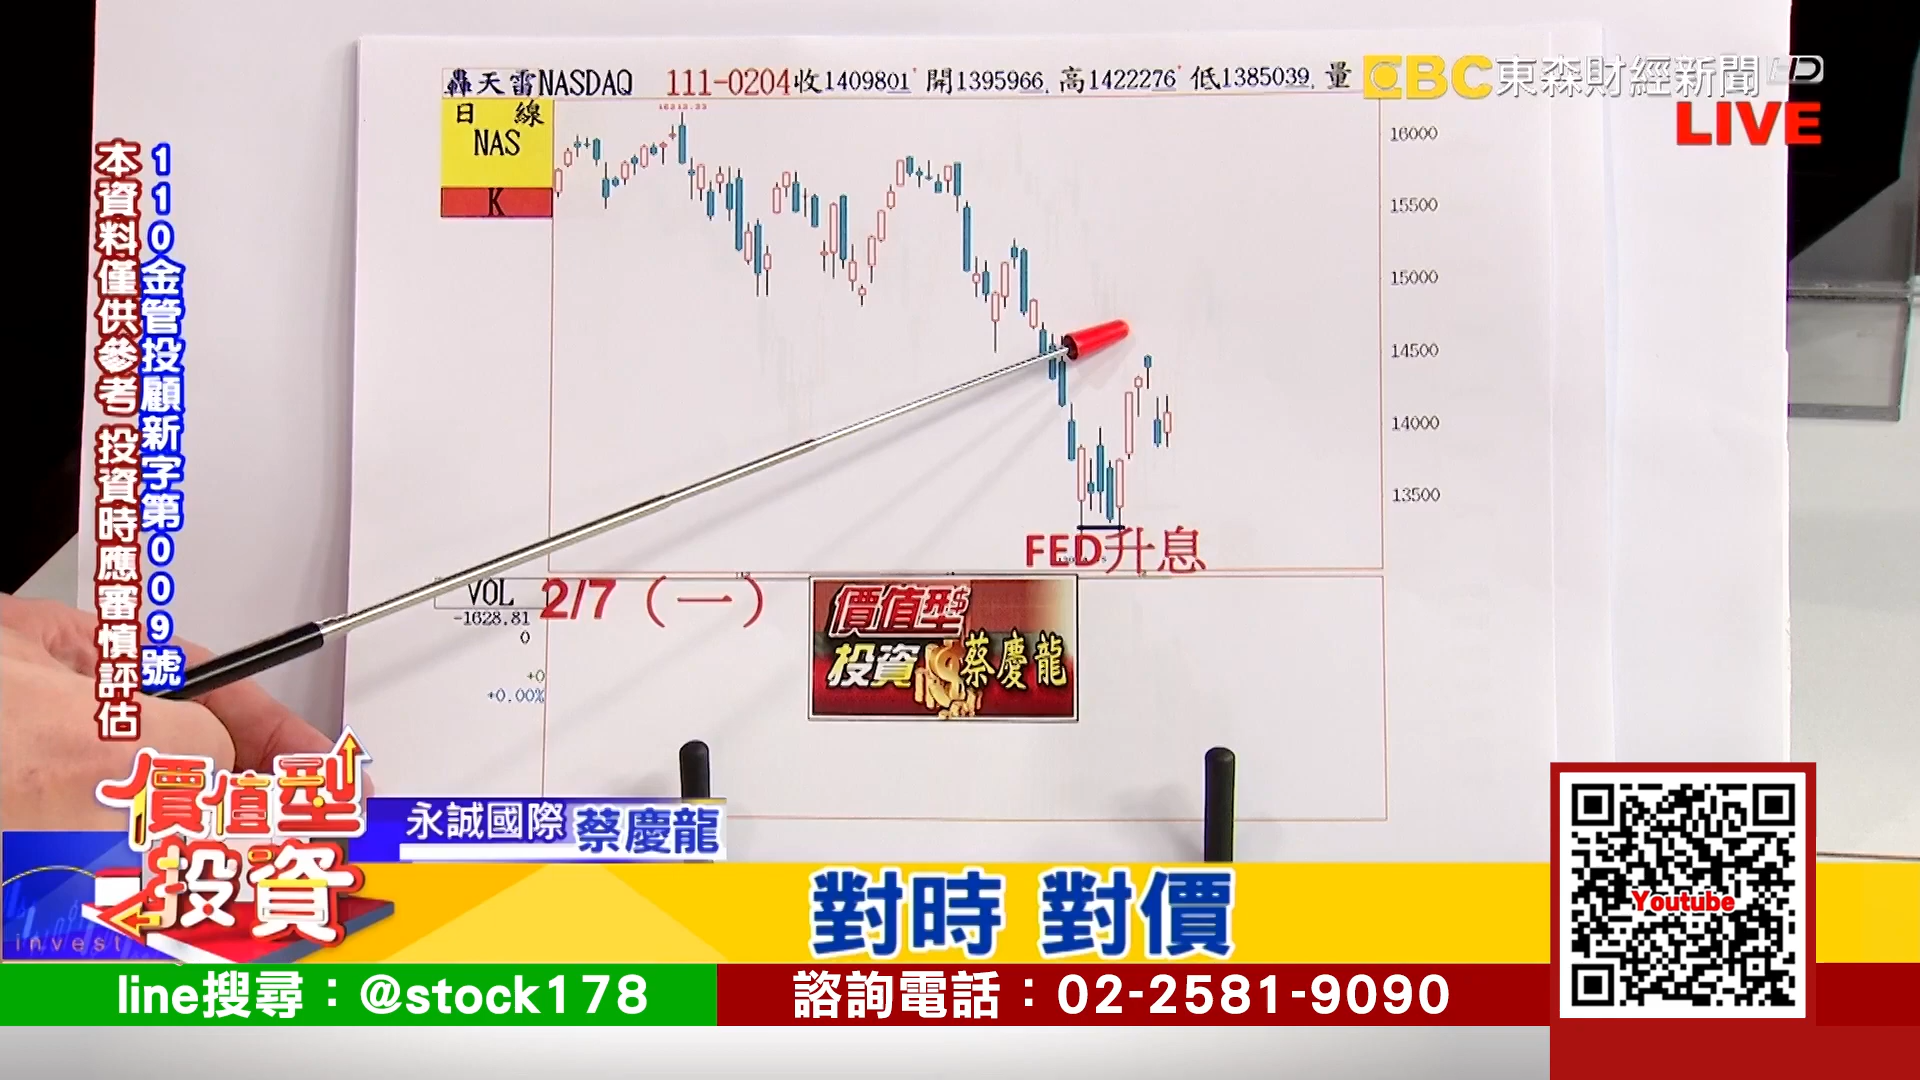 轟天雷NASDAQ 111-0204收1409801 開1395966 高1422276 低1385039 量
EBC東森財經新聞HD
LIVE
日 線
NAS
K
16212.23
16000
15500
15000
14500
14000
13500
本資料僅供參考 投資時應審慎評估
110金管投顧新字第009號
FED升息
VOL
-1628.81
0
+0
+0.00%
2/7（一）
價值型
投資
蔡慶龍
價值型
投資
invest
永誠國際 蔡慶龍
對時 對價
Youtube
line搜尋：@stock178
諮詢電話：02-2581-9090